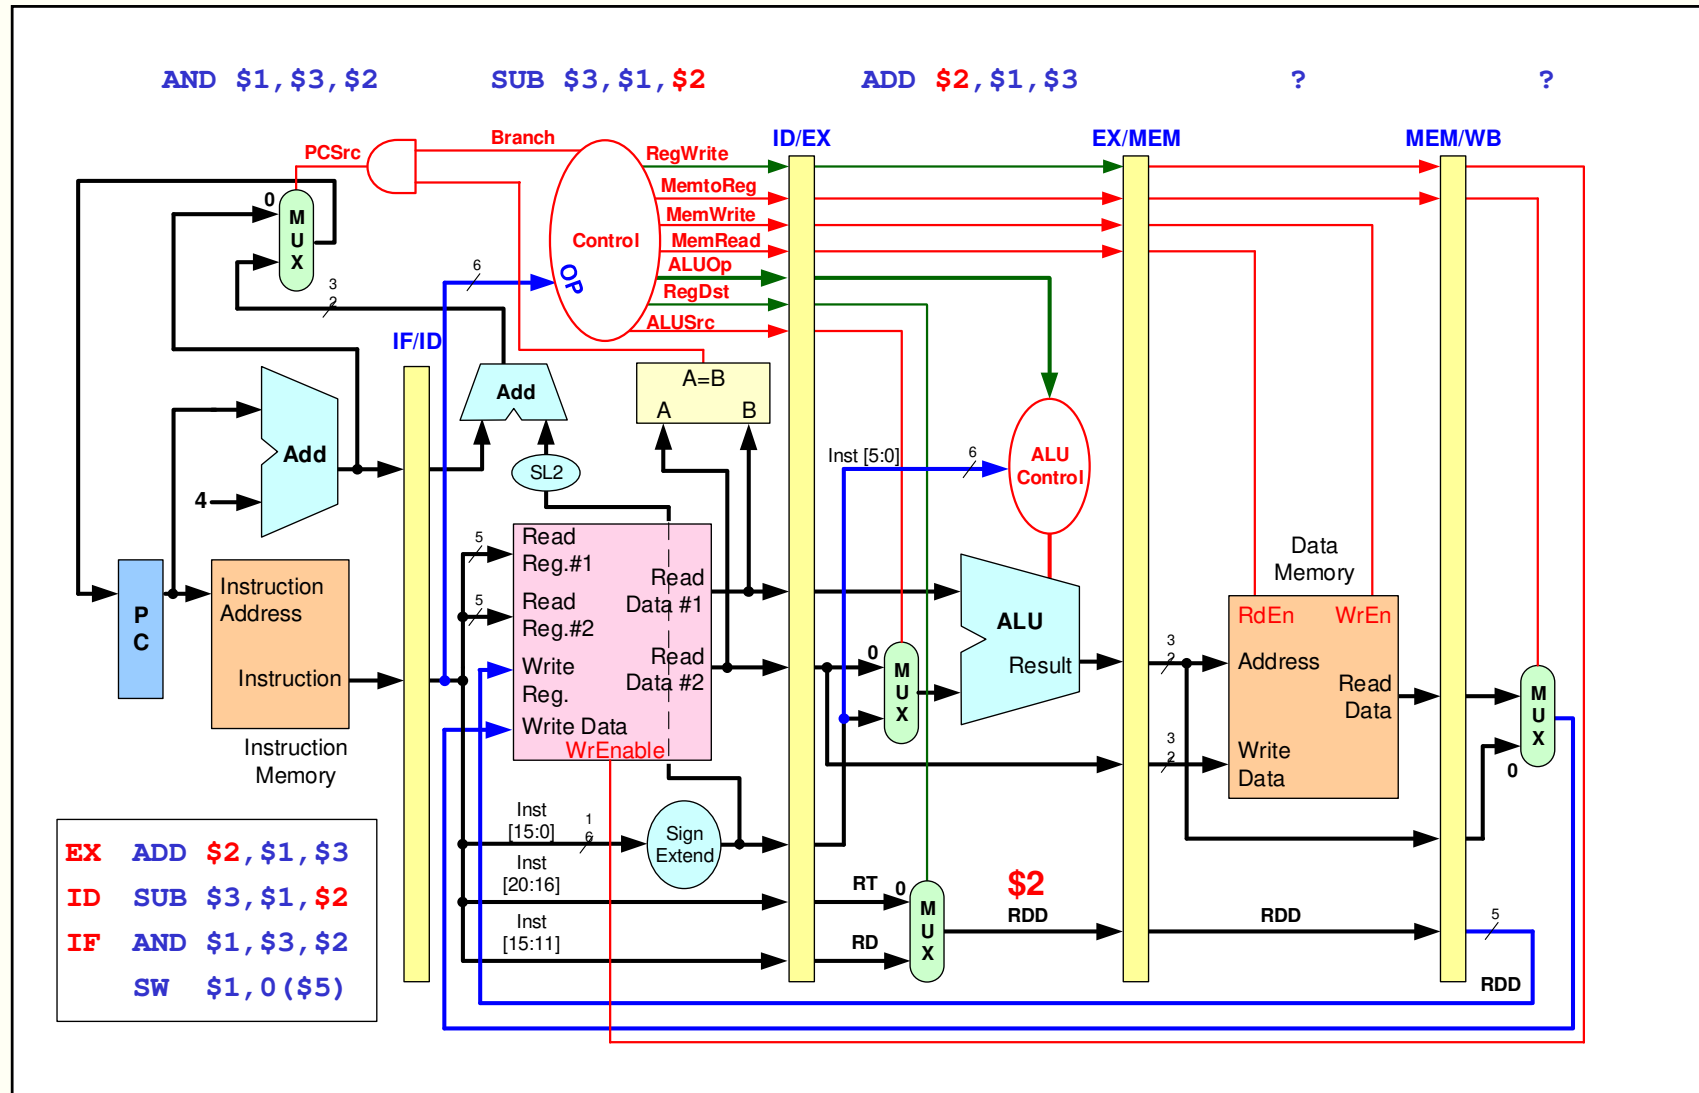 AND $1,$3,$2
SUB $3,$1,$2
ADD $2,$1,$3
?
?
ID/EX
EX/MEM
MEM/WB
Branch
PCSrc
RegWrite
MemtoReg
MemWrite
MemRead
ALUOp
RegDst
ALUSrc
Control
OP
0
M
U
X
6
3
2
IF/ID
Add
A=B
A
B
Add
4
SL2
Inst [5:0]
6
ALU
Control
P
C
Instruction
Address
Instruction
Instruction
Memory
5
Read
Reg.#1
5
Read
Reg.#2
Write
Reg.
Write Data
WrEnable
Read
Data #1
Read
Data #2
0
M
U
X
ALU
Result
Data
Memory
RdEn
WrEn
3
2
Address
Read
Data
3
2
Write
Data
M
U
X
0
Inst
[15:0]
1
6
Sign
Extend
Inst
[20:16]
Inst
[15:11]
RT
0
RD
M
U
X
$2
RDD
RDD
5
RDD
EX ADD $2,$1,$3
ID SUB $3,$1,$2
IF AND $1,$3,$2
SW $1,0($5)